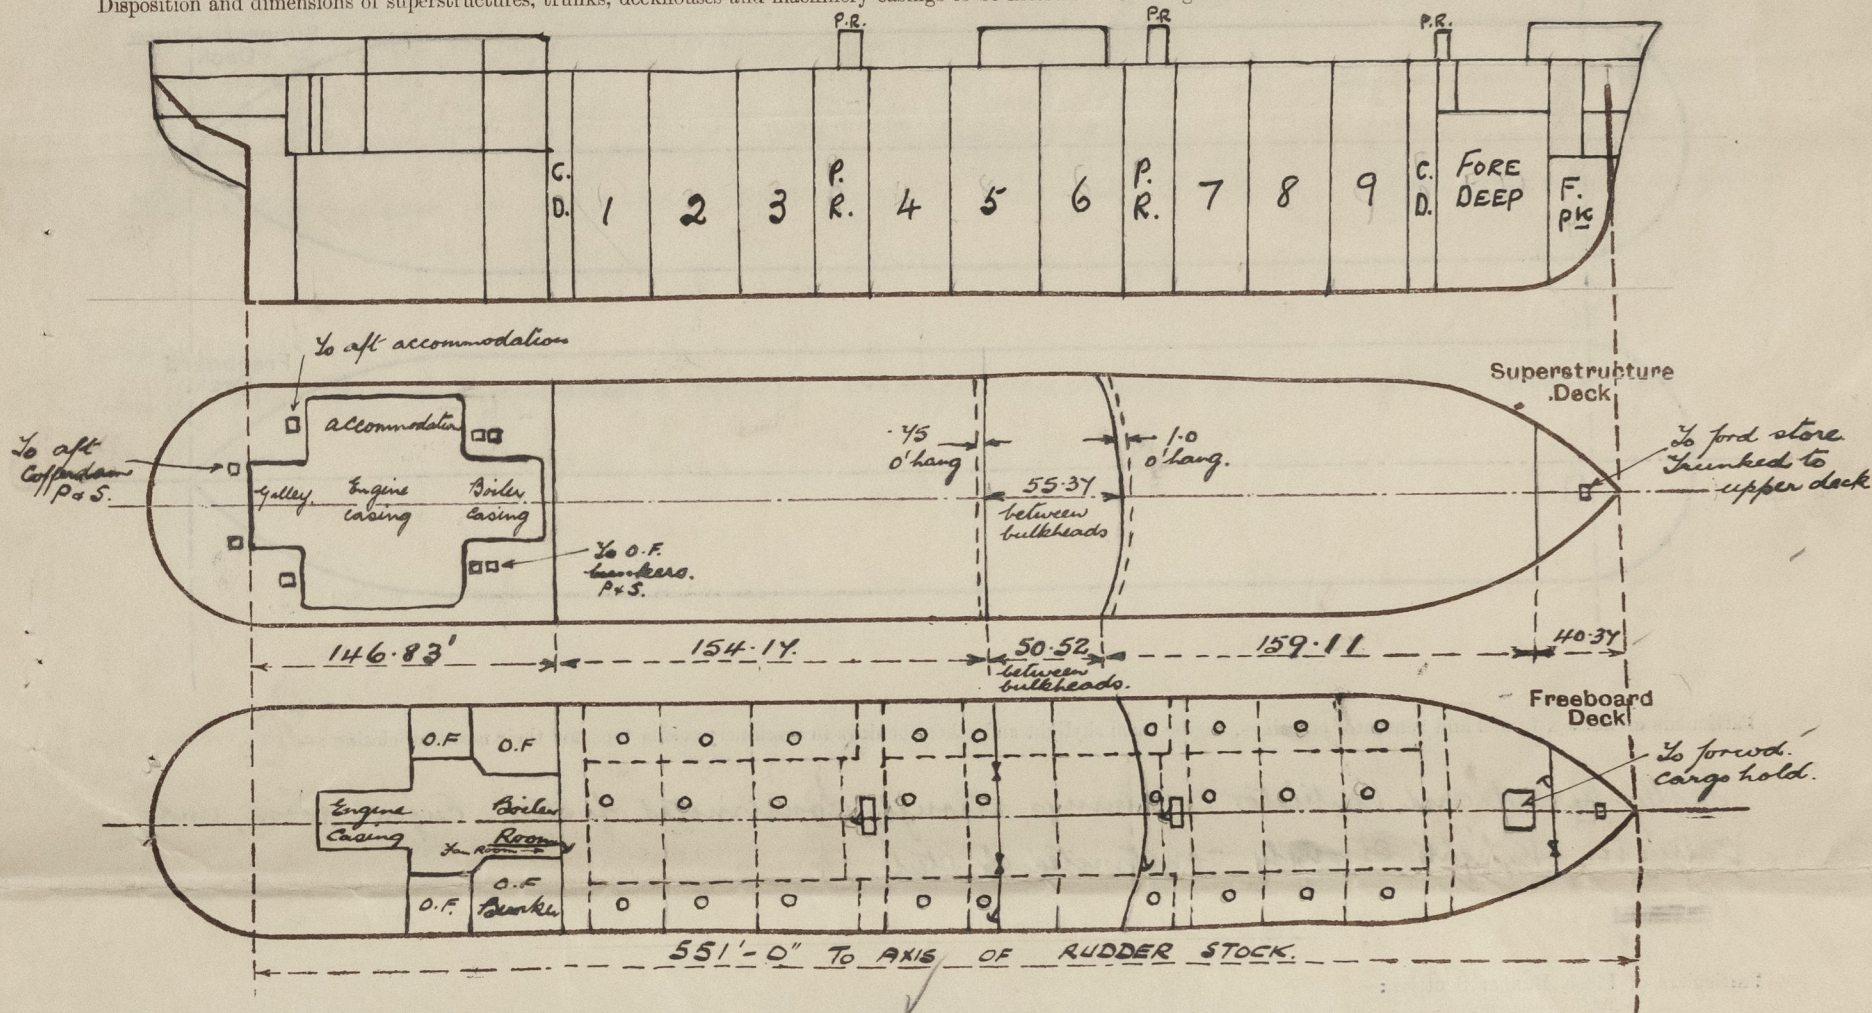 Disposition and dimensions of superstructures, trunks, deckhouses and machinery casings
P.R.
P.R.
P.R.
C.
D.
1
2
3
P.
R.
4
5
6
P.
R.
7
8
9
C.
D.
FORE
DEEP
F.
PK
To aft accommodation
Superstructure
Deck
To aft
Cofferdam
P & S.
accommodation
Galley.
Engine
casing
Boiler
casing
To O.F.
bunkers.
P & S.
.75
o'hang
55.37
between
bulkheads
1.0
o'hang.
To ford store.
Trunked to
upper deck
146.83'
154.17.
50.52
between
bulkheads.
159.11
40.37
Freeboard
Deck
To forwd.
cargo hold.
O.F
O.F
Engine
Casing
Boiler
Room
Fan Room
O.F.
O.F
Bunker
551'-0" TO AXIS OF RUDDER STOCK.